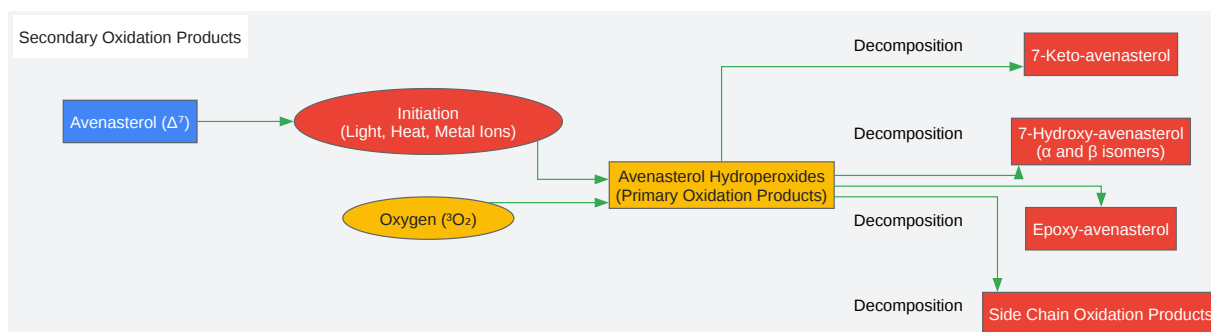 Secondary Oxidation Products
Avenasterol (Δ⁷)
Initiation
(Light, Heat, Metal Ions)
Oxygen (³O₂)
Avenasterol Hydroperoxides
(Primary Oxidation Products)
Decomposition
7-Keto-avenasterol
Decomposition
7-Hydroxy-avenasterol
(α and β isomers)
Decomposition
Epoxy-avenasterol
Decomposition
Side Chain Oxidation Products